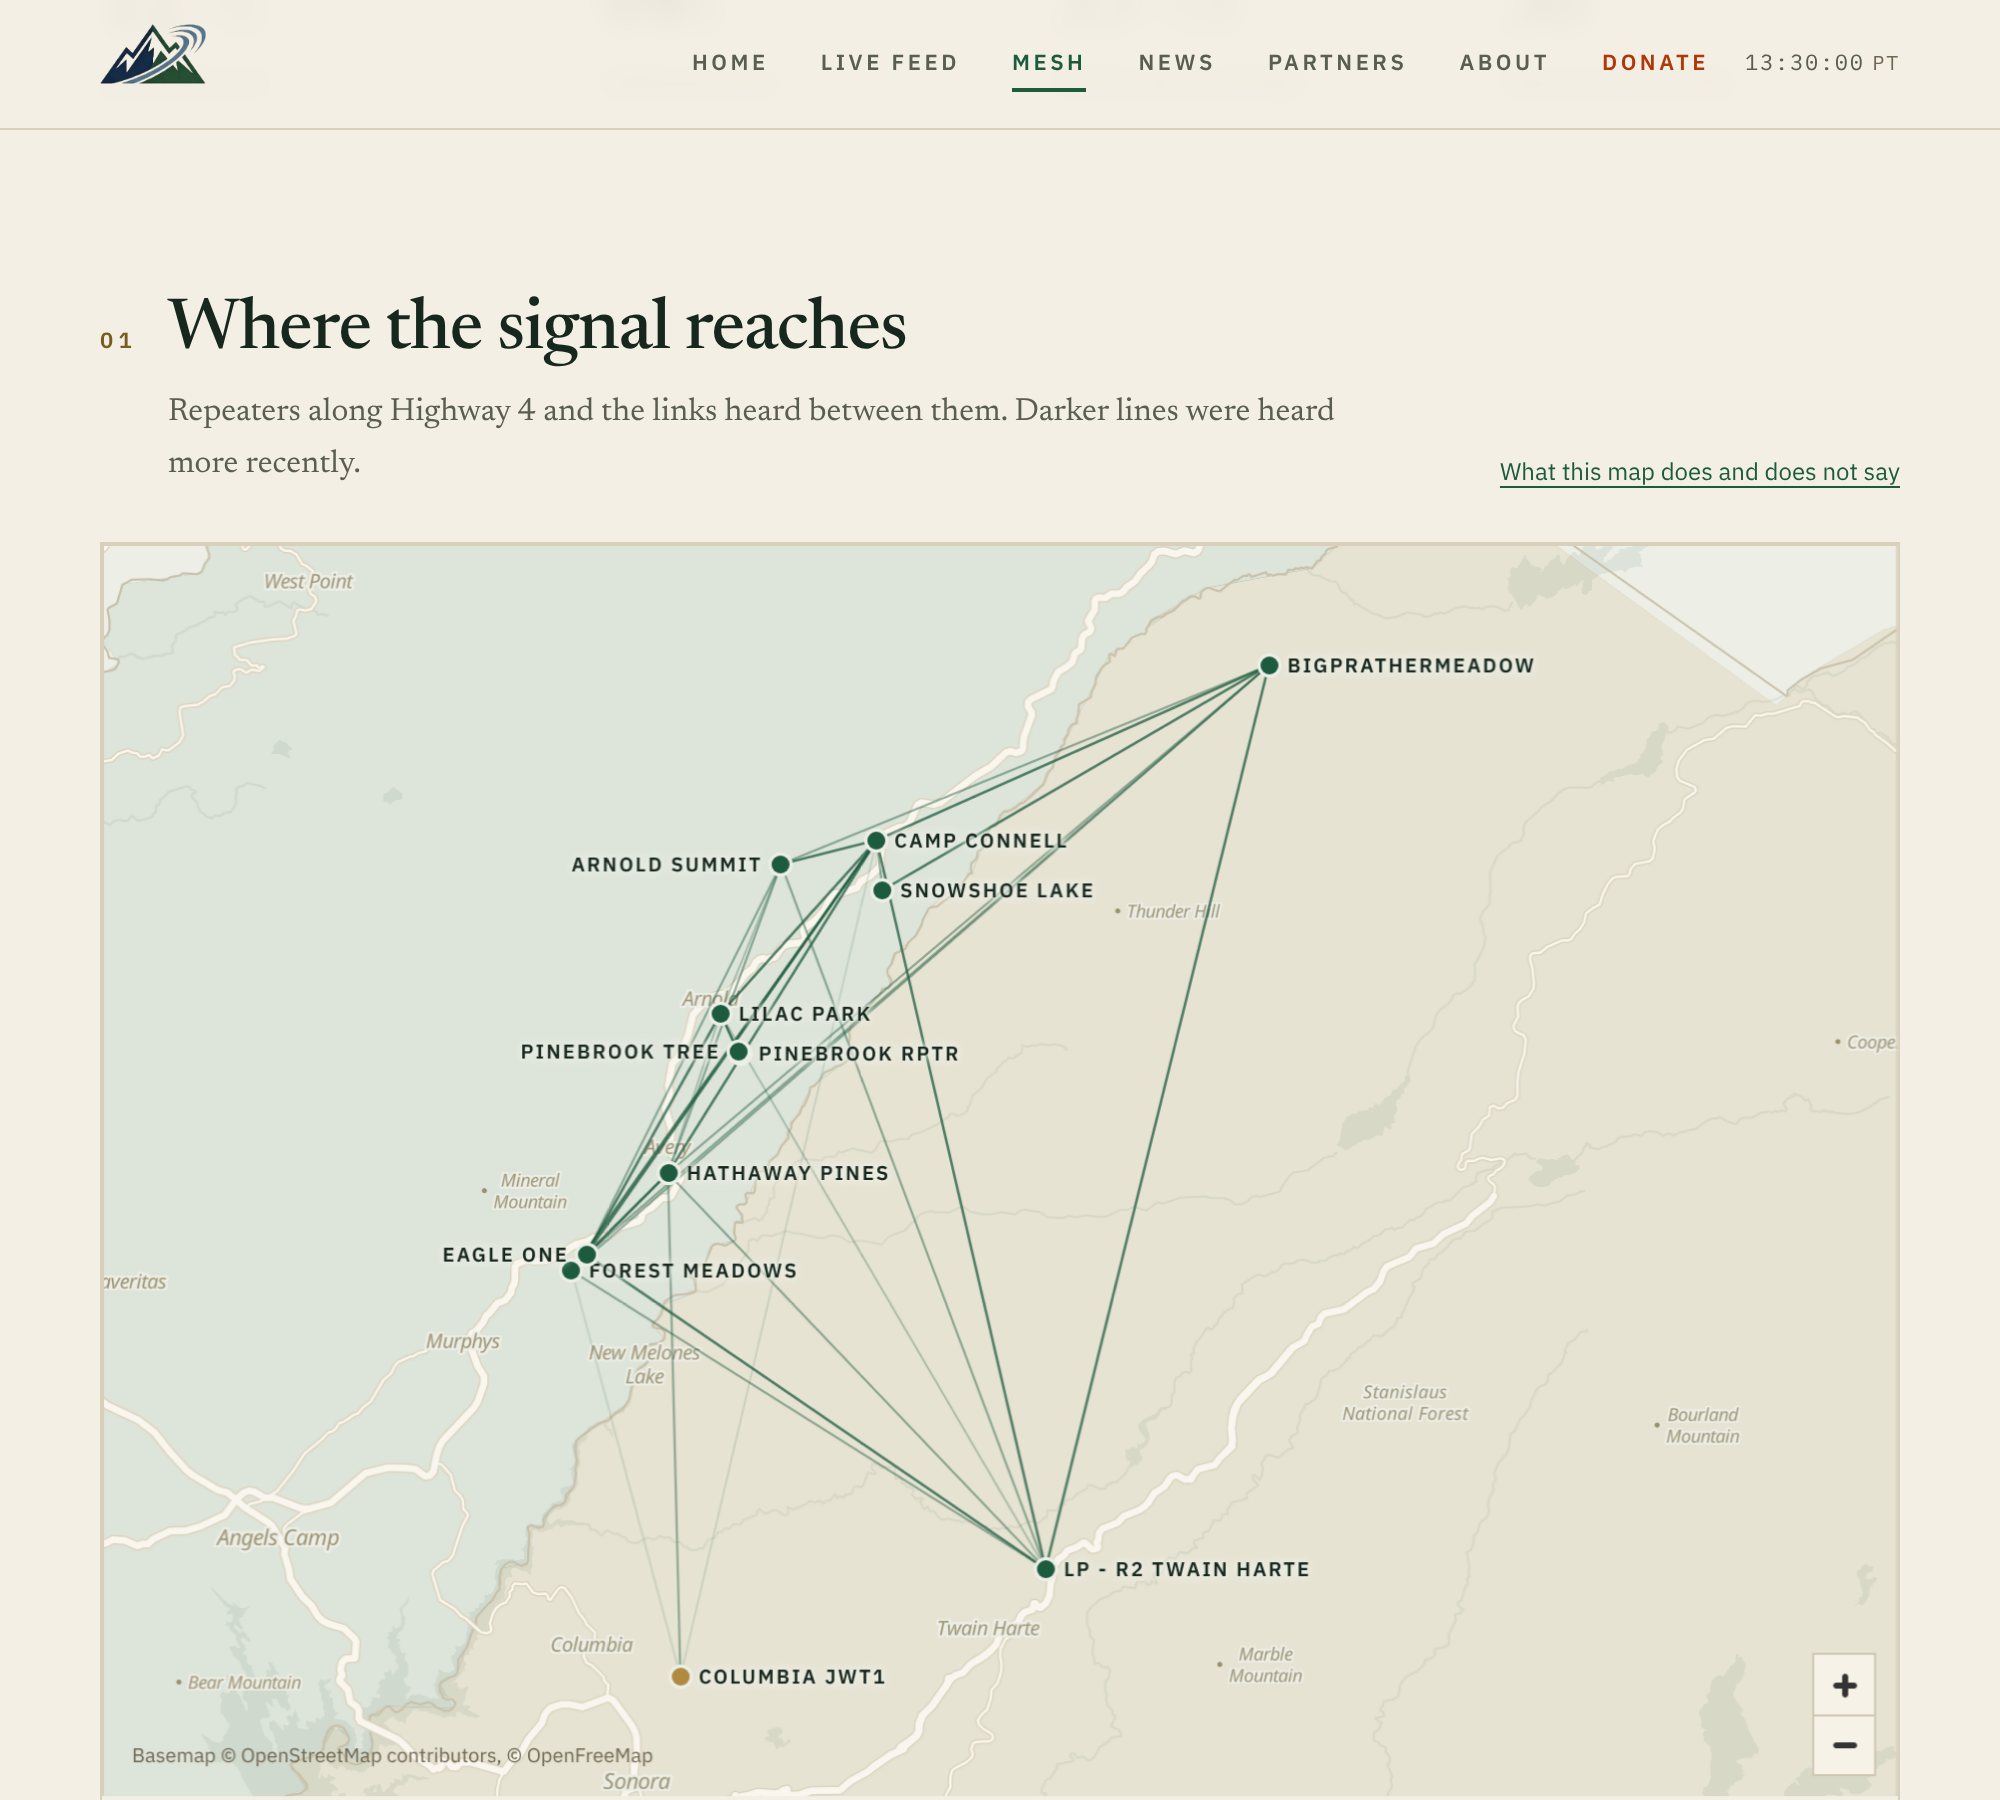 HOME LIVE FEED MESH NEWS PARTNERS ABOUT DONATE 13:30:00 PT
01 Where the signal reaches
Repeaters along Highway 4 and the links heard between them. Darker lines were heard
more recently.
What this map does and does not say
West Point
BIGPRATHERMEADOW
CAMP CONNELL
ARNOLD SUMMIT
SNOWSHOE LAKE
Thunder Hill
Arnold
LILAC PARK
PINEBROOK TREE
PINEBROOK RPTR
Coope
Avery
HATHAWAY PINES
Mineral
Mountain
EAGLE ONE
FOREST MEADOWS
averitas
Murphys
New Melones
Lake
Stanislaus
National Forest
Bourland
Mountain
Angels Camp
LP - R2 TWAIN HARTE
Twain Harte
Columbia
Marble
Mountain
COLUMBIA JWT1
Bear Mountain
+
−
Basemap © OpenStreetMap contributors, © OpenFreeMap
Sonora